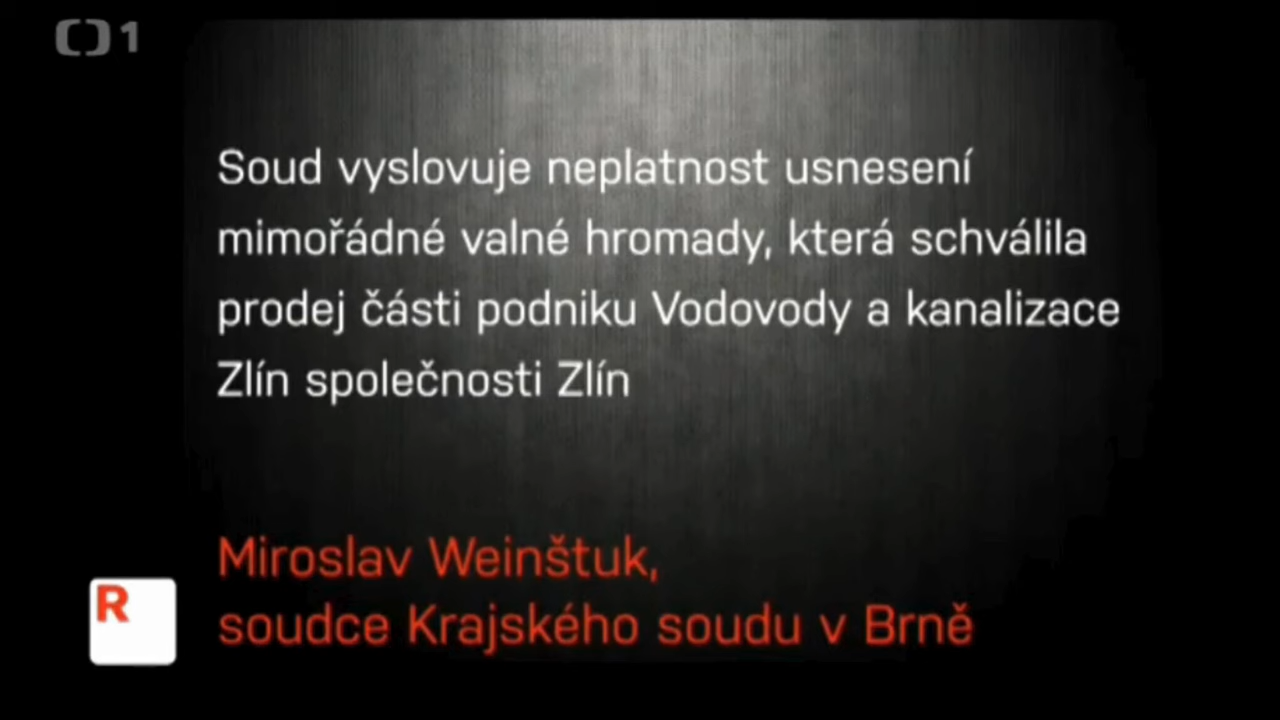 1
Soud vyslovuje neplatnost usnesení
mimořádné valné hromady, která schválila
prodej části podniku Vodovody a kanalizace
Zlín společnosti Zlín
Miroslav Weinštuk,
R
soudce Krajského soudu v Brně